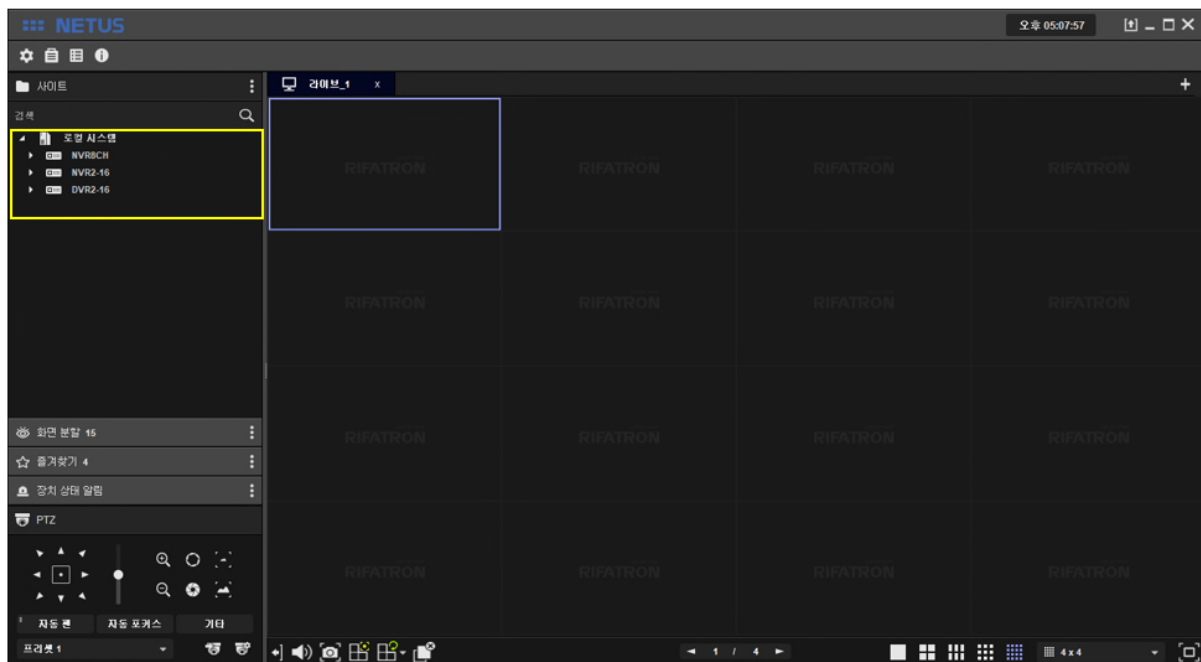 NETUS
오후 05:07:57
사이트
라이브_1 x
검색
로컬 시스템
NVR8CH
NVR2-16
DVR2-16
RIFATRON RIFATRON RIFATRON RIFATRON
RIFATRON RIFATRON RIFATRON RIFATRON
RIFATRON RIFATRON RIFATRON RIFATRON
RIFATRON RIFATRON RIFATRON RIFATRON
화면 분할 15
즐겨찾기 4
장치 상태 알림
PTZ
자동 팬 자동 포커스 기타
프리셋 1
1 / 4
4 x 4